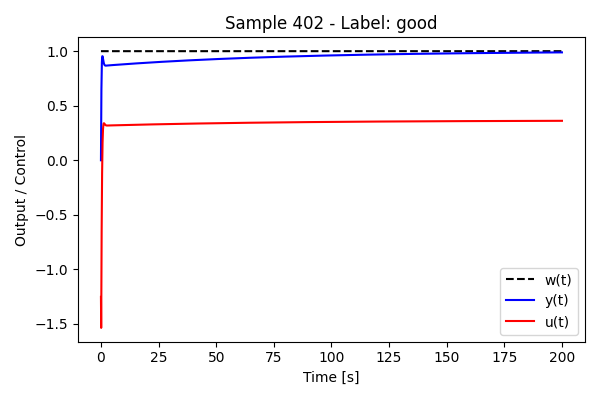 Sample 402 - Label: good
Output / Control
1.0
0.5
0.0
−0.5
−1.0
−1.5
w(t)
y(t)
u(t)
0 25 50 75 100 125 150 175 200
Time [s]